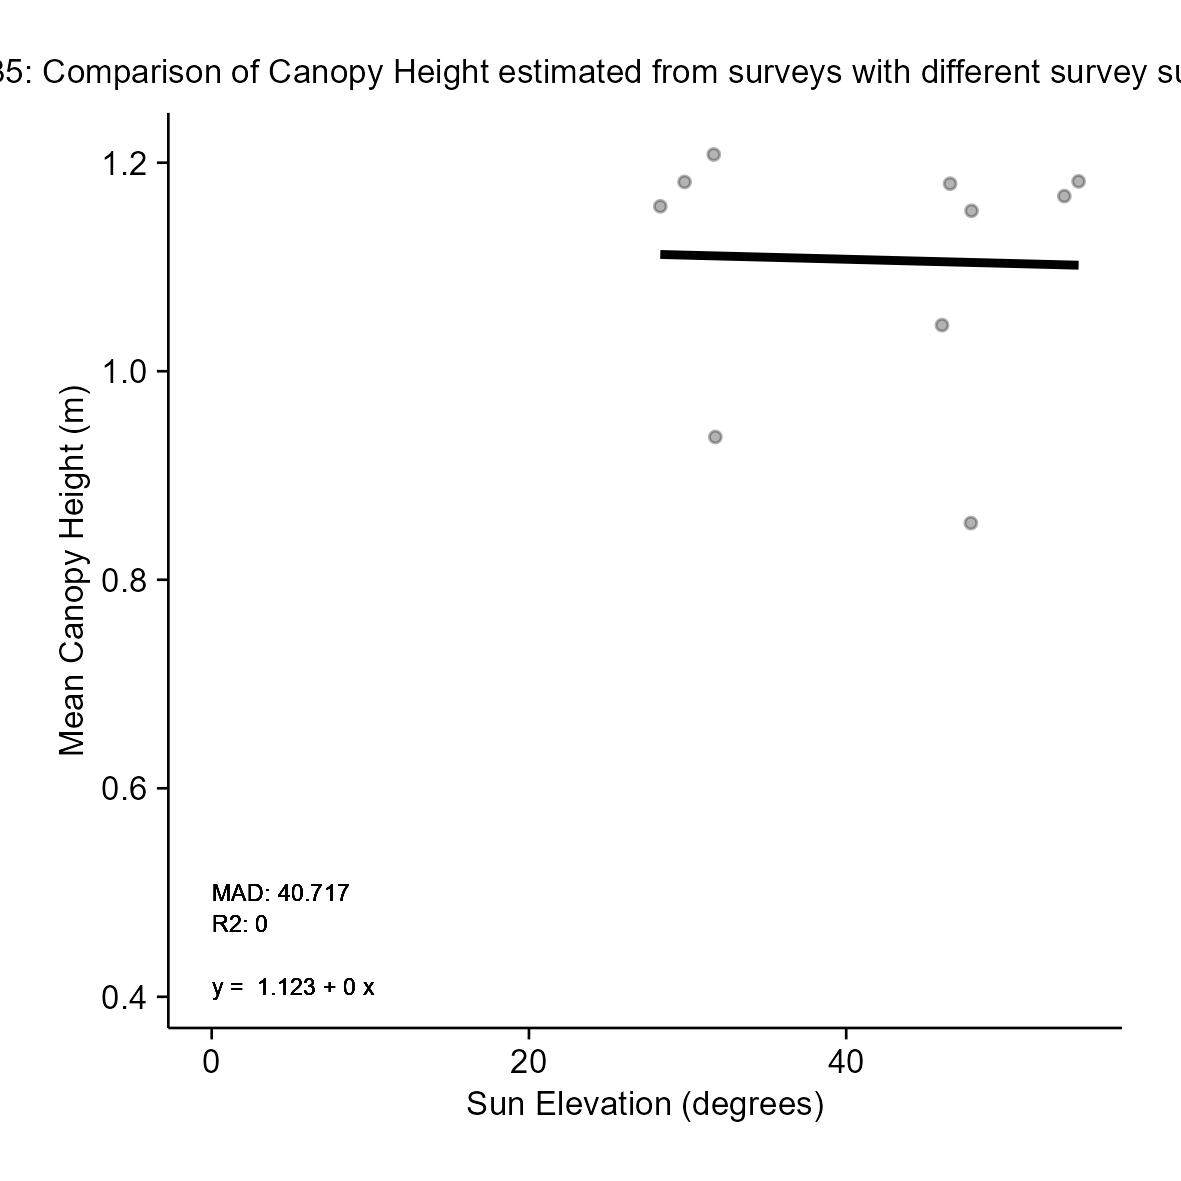 35: Comparison of Canopy Height estimated from surveys with different survey su
1.2
1.0
0.8
0.6
0.4
Mean Canopy Height (m)
MAD: 40.717
R2: 0
y = 1.123 + 0 x
0 20 40
Sun Elevation (degrees)